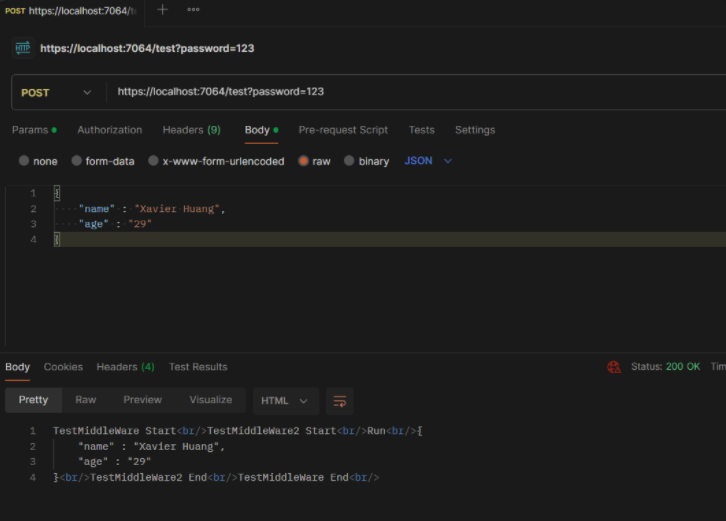 POST https://localhost:7064/t
HTTP https://localhost:7064/test?password=123
POST https://localhost:7064/test?password=123
Params Authorization Headers (9) Body Pre-request Script Tests Settings
none form-data x-www-form-urlencoded raw binary JSON
1 {
2 "name" : "Xavier Huang",
3 "age" : "29"
4 }
Body Cookies Headers (4) Test Results Status: 200 OK Tim
Pretty Raw Preview Visualize HTML
1 TestMiddleWare Start<br/>TestMiddleWare2 Start<br/>Run<br/>{
2 "name" : "Xavier Huang",
3 "age" : "29"
4 }<br/>TestMiddleWare2 End<br/>TestMiddleWare End<br/>